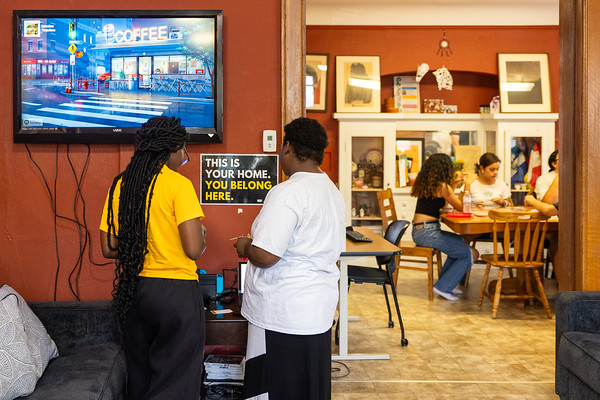 COFFEE
THIS IS
YOUR HOME.
YOU BELONG
HERE.